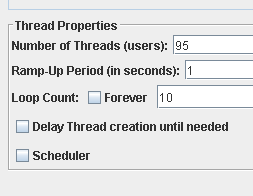 Thread Properties
Number of Threads (users): 95
Ramp-Up Period (in seconds): 1
Loop Count: Forever 10
Delay Thread creation until needed
Scheduler